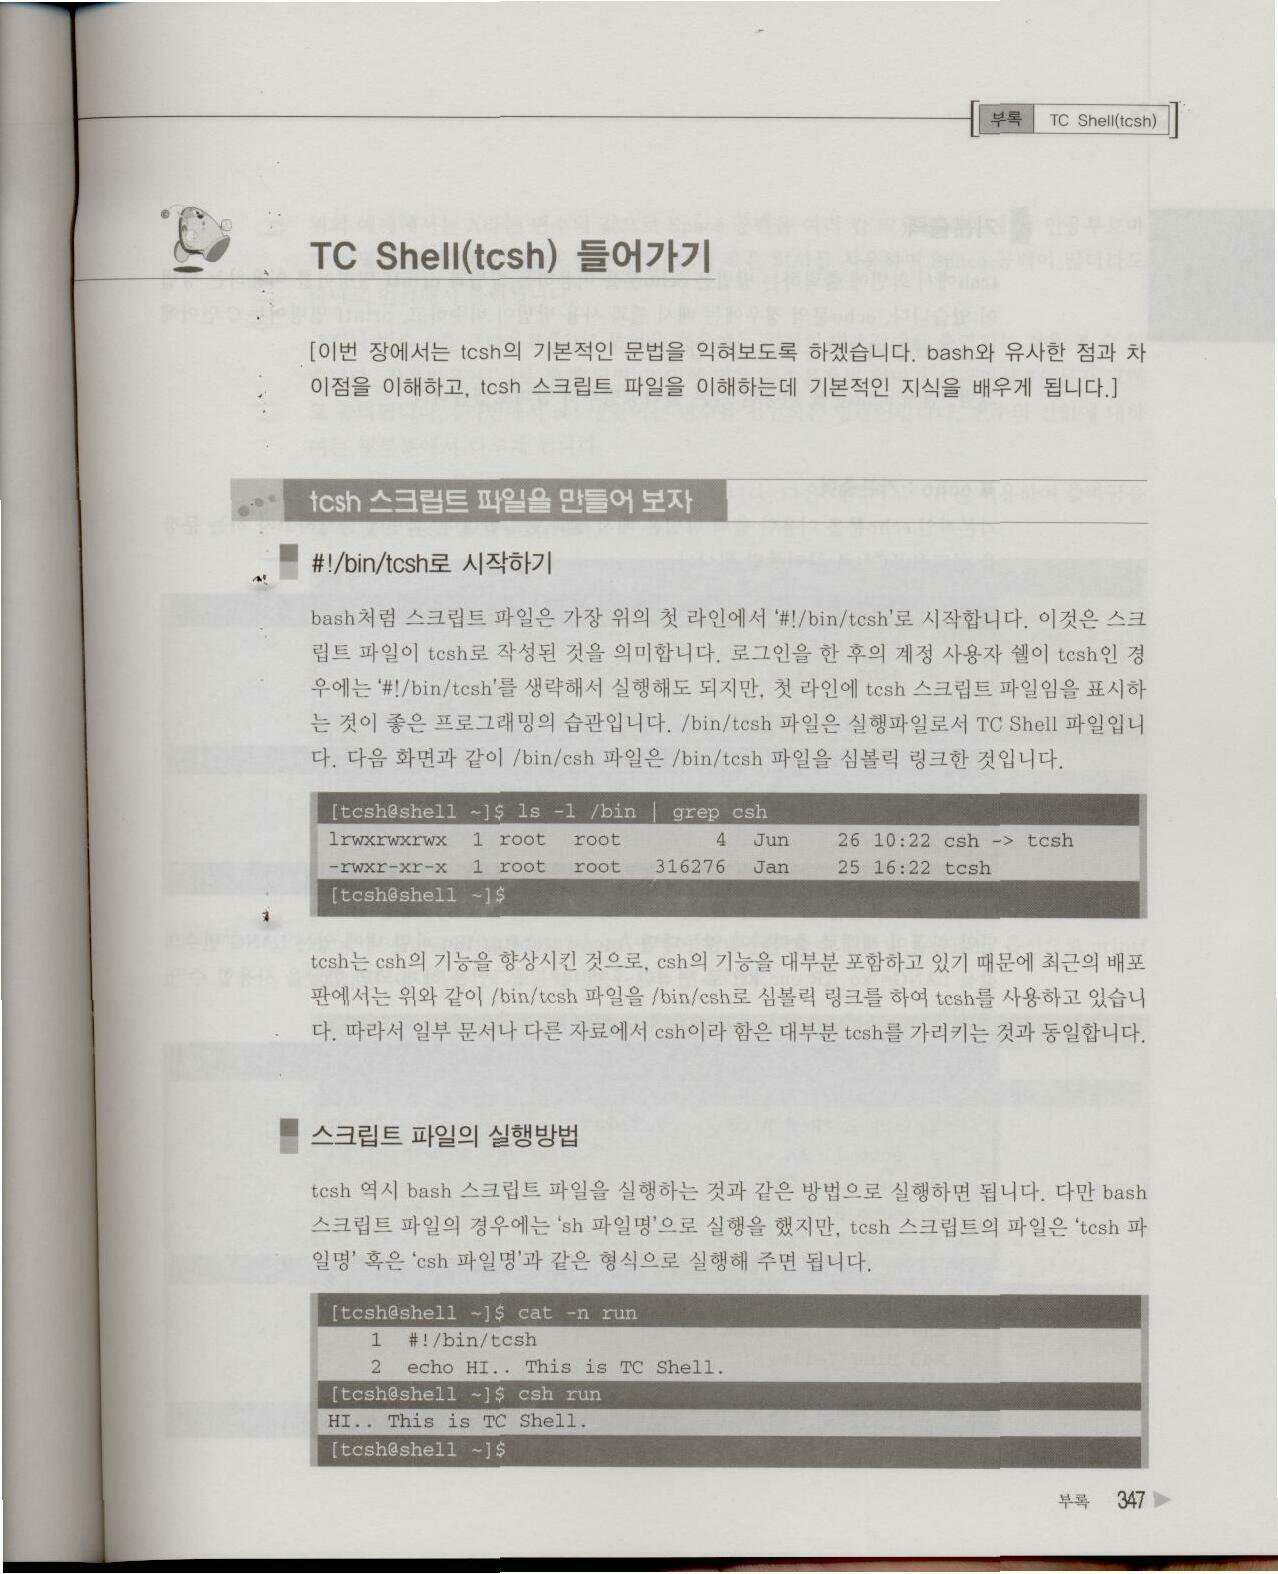 부록 TC Shell(tcsh)
TC Shell(tcsh) 들어가기
[이번 장에서는 tcsh의 기본적인 문법을 익혀보도록 하겠습니다. bash와 유사한 점과 차
이점을 이해하고, tcsh 스크립트 파일을 이해하는데 기본적인 지식을 배우게 됩니다.]
tcsh 스크립트 파일을 만들어 보자
#!/bin/tcsh로 시작하기
bash처럼 스크립트 파일은 가장 위의 첫 라인에서 '#!/bin/tcsh'로 시작합니다. 이것은 스크
립트 파일이 tcsh로 작성된 것을 의미합니다. 로그인을 한 후의 계정 사용자 쉘이 tcsh인 경
우에는 '#!/bin/tcsh'를 생략해서 실행해도 되지만, 첫 라인에 tcsh 스크립트 파일임을 표시하
는 것이 좋은 프로그래밍의 습관입니다. /bin/tcsh 파일은 실행파일로서 TC Shell 파일입니
다. 다음 화면과 같이 /bin/csh 파일은 /bin/tcsh 파일을 심볼릭 링크한 것입니다.
[tcsh@shell ~]$ ls -l /bin | grep csh
lrwxrwxrwx 1 root root 4 Jun 26 10:22 csh -> tcsh
-rwxr-xr-x 1 root root 316276 Jan 25 16:22 tcsh
[tcsh@shell ~]$
tcsh는 csh의 기능을 향상시킨 것으로, csh의 기능을 대부분 포함하고 있기 때문에 최근의 배포
판에서는 위와 같이 /bin/tcsh 파일을 /bin/csh로 심볼릭 링크를 하여 tcsh를 사용하고 있습니
다. 따라서 일부 문서나 다른 자료에서 csh이라 함은 대부분 tcsh를 가리키는 것과 동일합니다.
스크립트 파일의 실행방법
tcsh 역시 bash 스크립트 파일을 실행하는 것과 같은 방법으로 실행하면 됩니다. 다만 bash
스크립트 파일의 경우에는 'sh 파일명'으로 실행을 했지만, tcsh 스크립트의 파일은 'tcsh 파
일명' 혹은 'csh 파일명'과 같은 형식으로 실행해 주면 됩니다.
[tcsh@shell ~]$ cat -n run
1 #!/bin/tcsh
2 echo HI.. This is TC Shell.
[tcsh@shell ~]$ csh run
HI.. This is TC Shell.
[tcsh@shell ~]$
부록 347